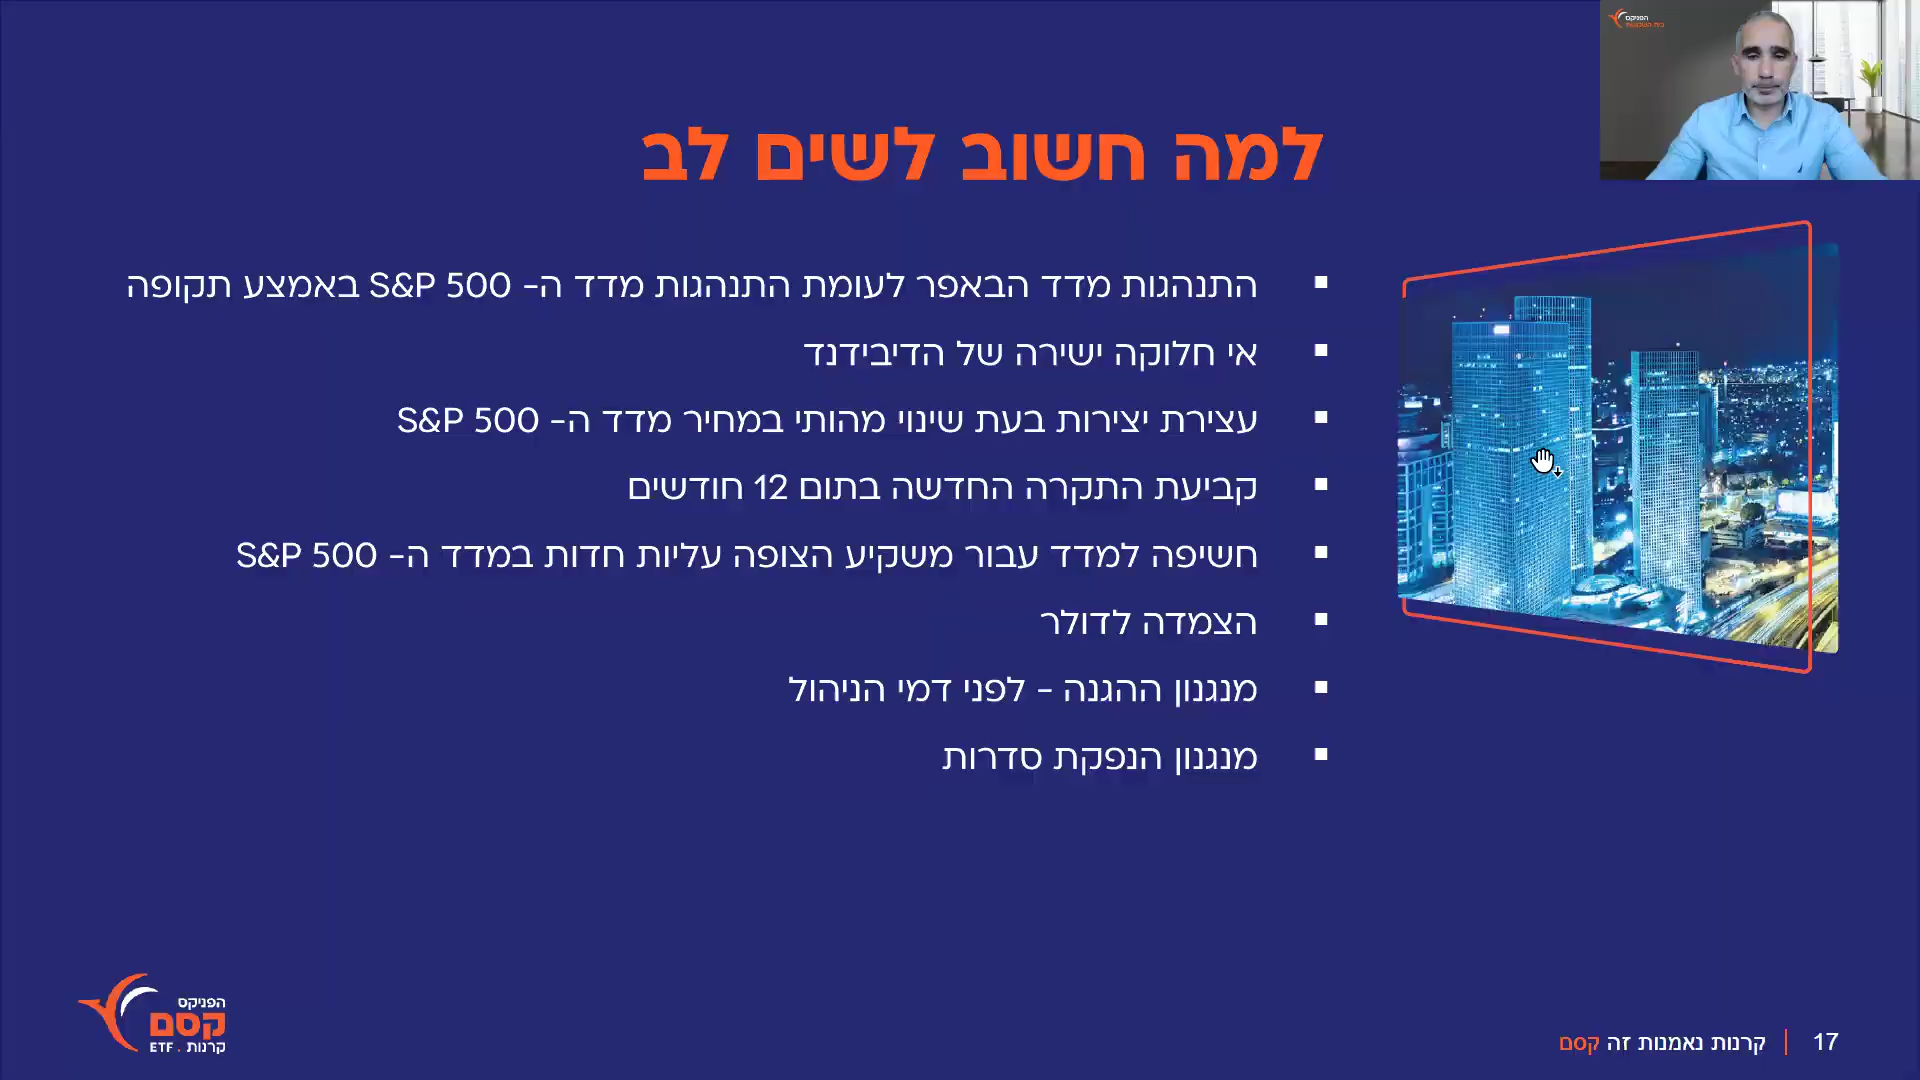 הפניקס
בית השקעות
למה חשוב לשים לב
▪ התנהגות מדד הבאפר לעומת התנהגות מדד ה- S&P 500 באמצע תקופה
▪ אי חלוקה ישירה של הדיבידנד
▪ עצירת יצירות בעת שינוי מהותי במחיר מדד ה- S&P 500
▪ קביעת התקרה החדשה בתום 12 חודשים
▪ חשיפה למדד עבור משקיע הצופה עליות חדות במדד ה- S&P 500
▪ הצמדה לדולר
▪ מנגנון ההגנה - לפני דמי הניהול
▪ מנגנון הנפקת סדרות
הפניקס
קסם
קרנות . ETF
קרנות נאמנות זה קסם | 17